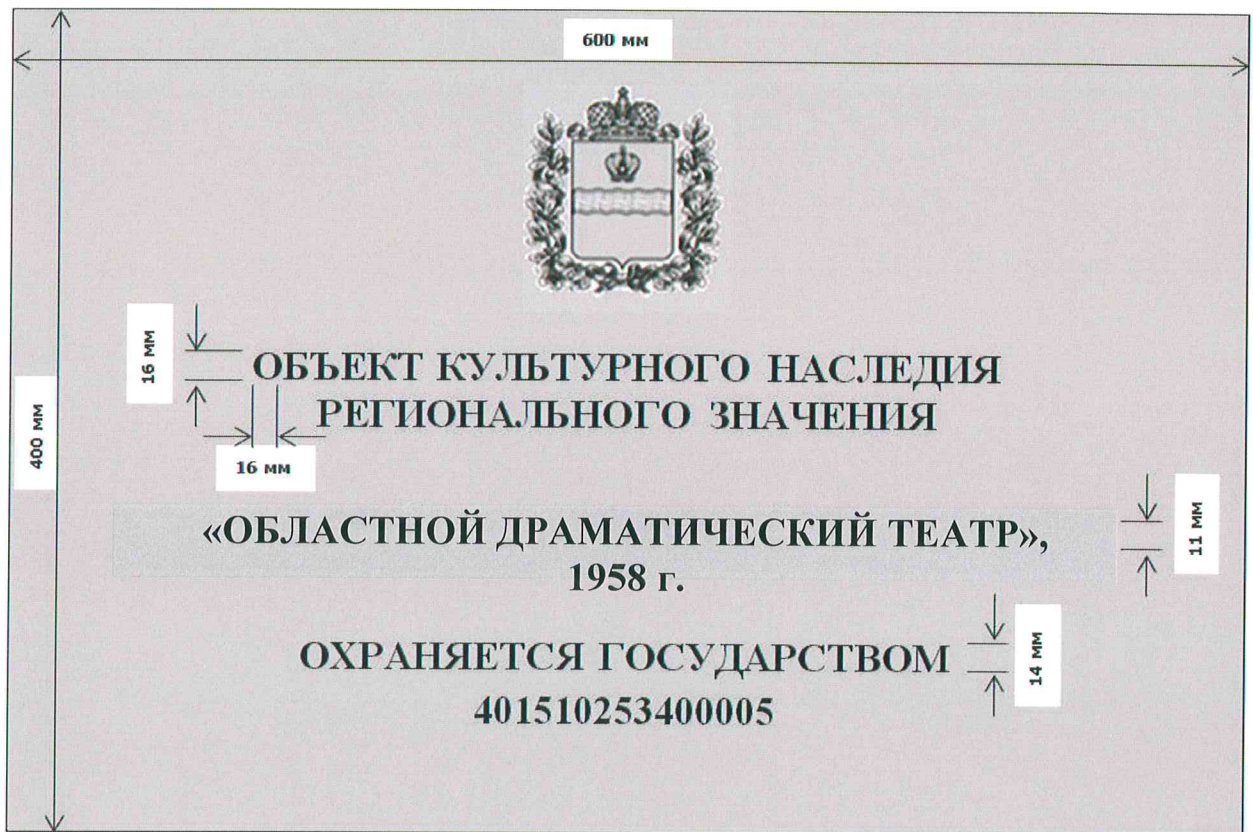 600 мм
16 мм
ОБЪЕКТ КУЛЬТУРНОГО НАСЛЕДИЯ
РЕГИОНАЛЬНОГО ЗНАЧЕНИЯ
400 мм
16 мм
«ОБЛАСТНОЙ ДРАМАТИЧЕСКИЙ ТЕАТР»,
11 мм
1958 г.
ОХРАНЯЕТСЯ ГОСУДАРСТВОМ
14 мм
401510253400005